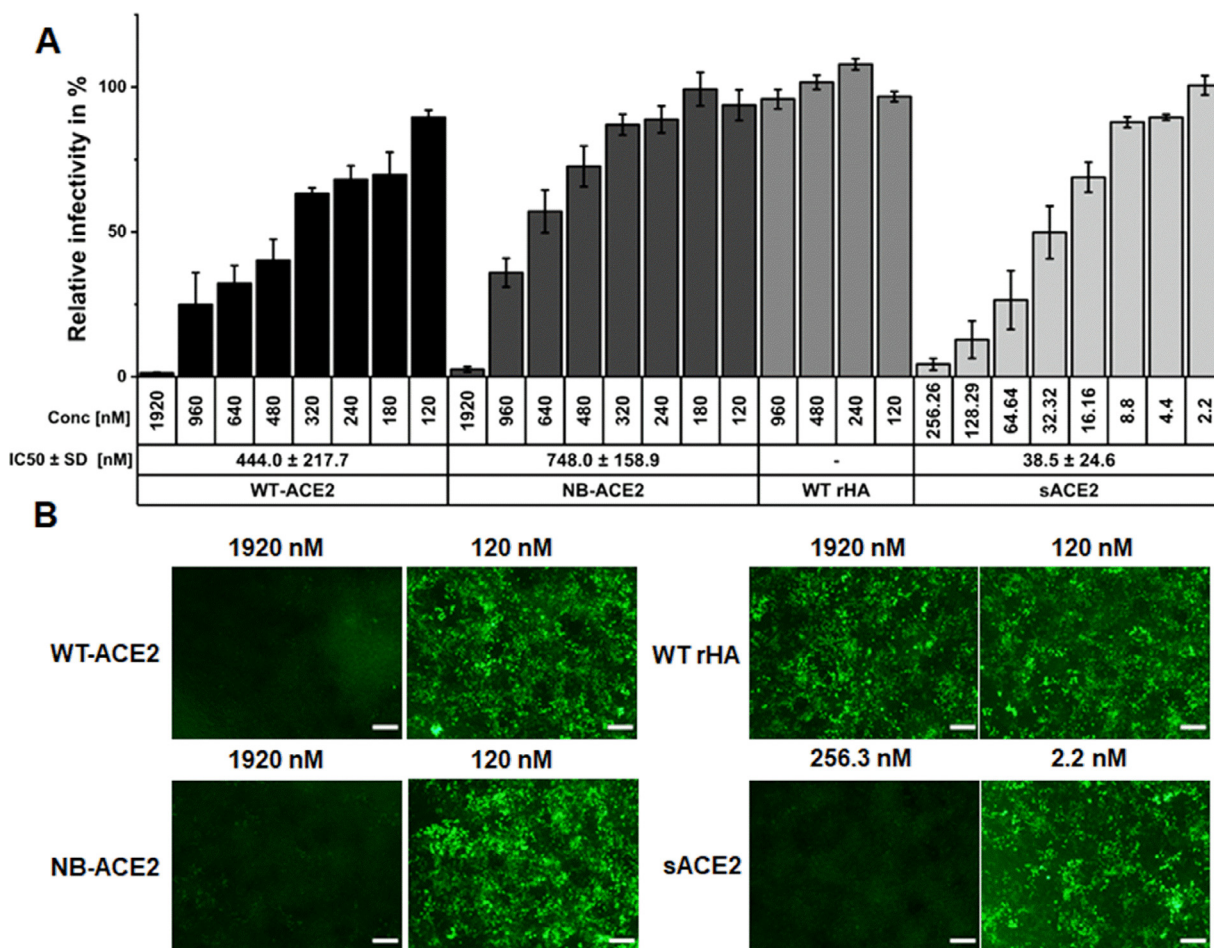 A
Relative infectivity in %
100
50
0
Conc [nM] 1920 960 640 480 320 240 180 120 1920 960 640 480 320 240 180 120 960 480 240 120 256.26 128.29 64.64 32.32 16.16 8.8 4.4 2.2
IC50 ± SD [nM] 444.0 ± 217.7 748.0 ± 158.9 - 38.5 ± 24.6
WT-ACE2 NB-ACE2 WT rHA sACE2
B
1920 nM 120 nM 1920 nM 120 nM
WT-ACE2 WT rHA
1920 nM 120 nM 256.3 nM 2.2 nM
NB-ACE2 sACE2